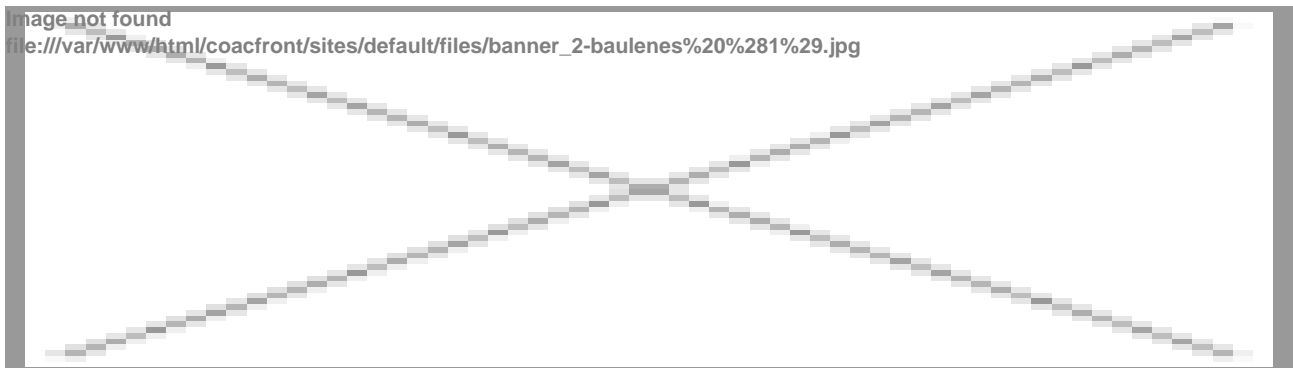 Image not found
file:///var/www/html/coacfront/sites/default/files/banner_2-baulenes%20%281%29.jpg